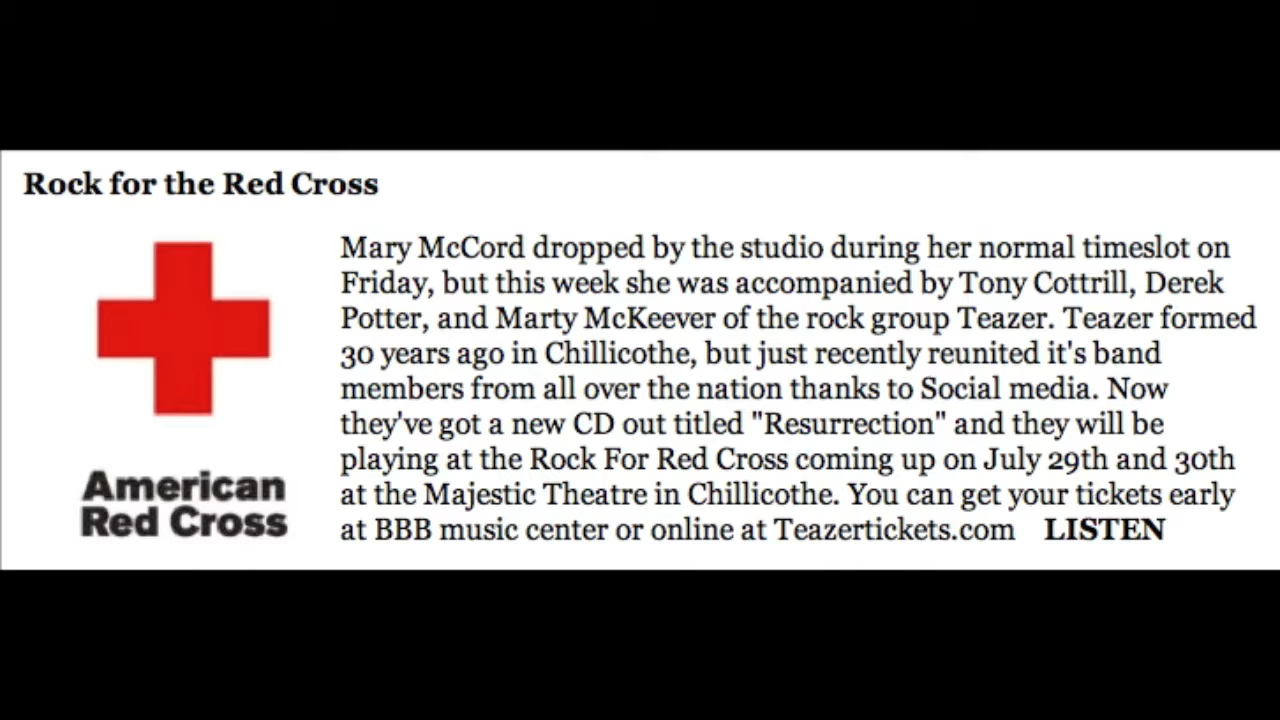 Rock for the Red Cross
Mary McCord dropped by the studio during her normal timeslot on
Friday, but this week she was accompanied by Tony Cottrill, Derek
Potter, and Marty McKeever of the rock group Teazer. Teazer formed
30 years ago in Chillicothe, but just recently reunited it's band
members from all over the nation thanks to Social media. Now
they've got a new CD out titled "Resurrection" and they will be
playing at the Rock For Red Cross coming up on July 29th and 30th
at the Majestic Theatre in Chillicothe. You can get your tickets early
at BBB music center or online at Teazertickets.com LISTEN
American
Red Cross